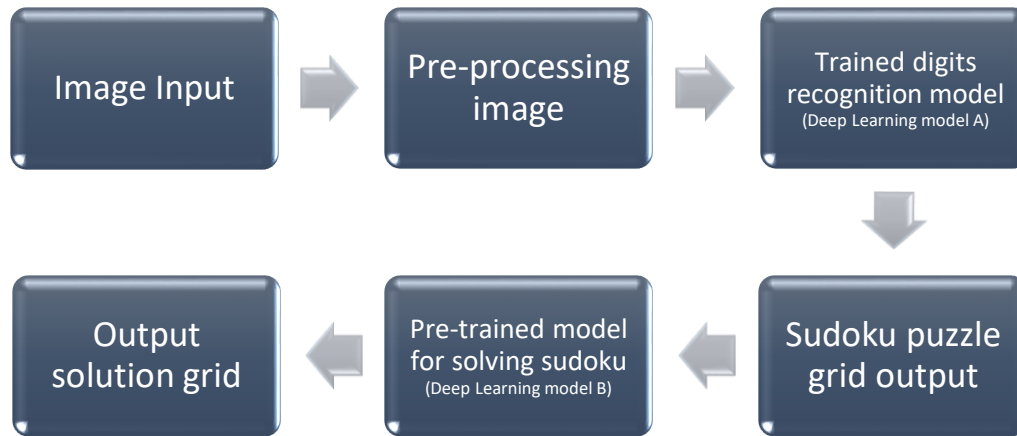 Image Input
Pre-processing
image
Trained digits
recognition model
(Deep Learning model A)
Sudoku puzzle
grid output
Pre-trained model
for solving sudoku
(Deep Learning model B)
Output
solution grid